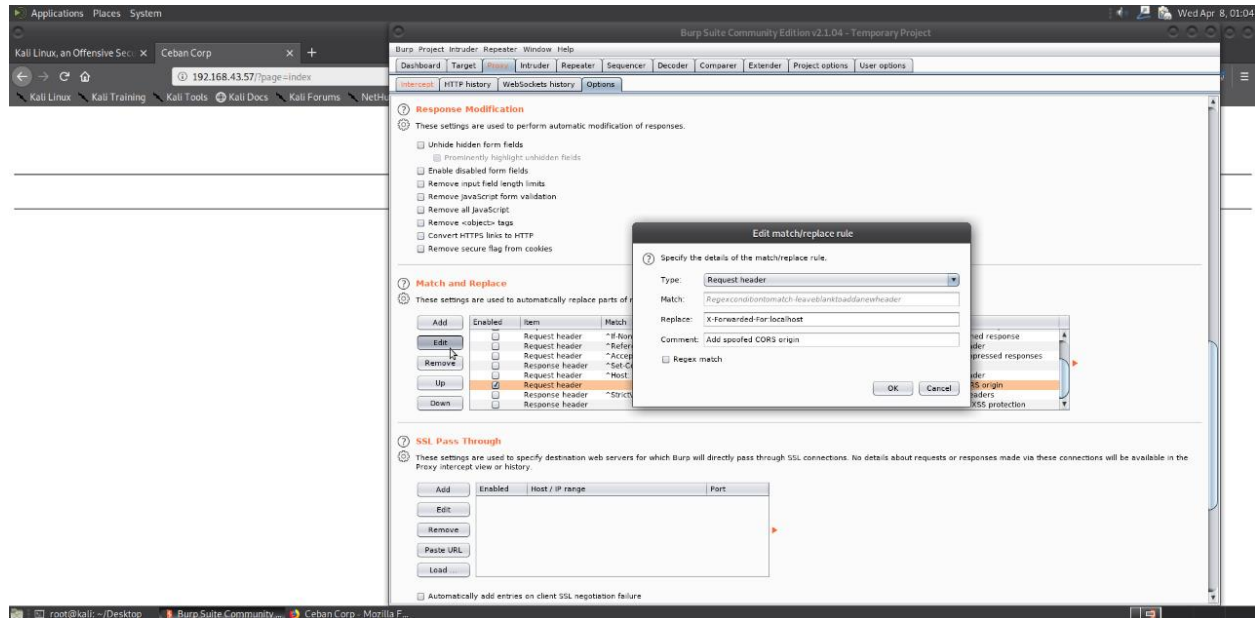 Applications Places System
Wed Apr 8, 01:04
Burp Suite Community Edition v2.1.04 - Temporary Project
Kali Linux, an Offensive Sec
Ceban Corp
192.168.43.57/?page=index
Kali Linux Kali Training Kali Tools Kali Docs Kali Forums NetHu
Burp Project Intruder Repeater Window Help
Dashboard Target Proxy Intruder Repeater Sequencer Decoder Comparer Extender Project options User options
Intercept HTTP history WebSockets history Options
Response Modification
These settings are used to perform automatic modification of responses.
Unhide hidden form fields
Prominently highlight unhidden fields
Enable disabled form fields
Remove input field length limits
Remove JavaScript form validation
Remove all JavaScript
Remove <object> tags
Convert HTTPS links to HTTP
Remove secure flag from cookies
Edit match/replace rule
Specify the details of the match/replace rule.
Type: Request header
Match: Regexconditiontomatch-leaveblanktoaddanewheader
Replace: X-Forwarded-For:localhost
Comment: Add spoofed CORS origin
Regex match
OK Cancel
Match and Replace
These settings are used to automatically replace parts of r
Add Edit Remove Up Down
Enabled Item Match
Request header ^If-Non ned response
Request header ^Refer der
Request header ^Accep pressed responses
Response header ^Set-C
Request header ^Host: der
Request header RS origin
Response header ^Strict eaders
Response header XSS protection
SSL Pass Through
These settings are used to specify destination web servers for which Burp will directly pass through SSL connections. No details about requests or responses made via these connections will be available in the
Proxy intercept view or history.
Add Enabled Host / IP range Port
Edit
Remove
Paste URL
Load ...
Automatically add entries on client SSL negotiation failure
root@kali: ~/Desktop Burp Suite Community ... Ceban Corp - Mozilla F...